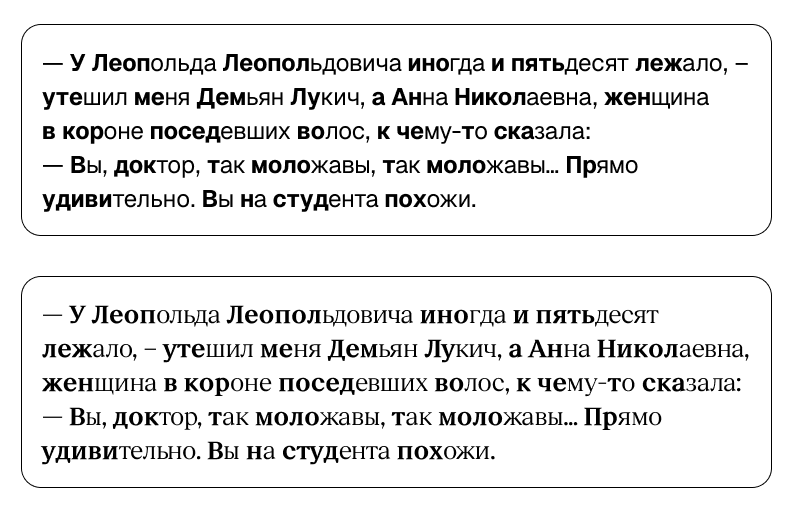 — У Леопольда Леопольдовича иногда и пятьдесят лежало, –
утешил меня Демьян Лукич, а Анна Николаевна, женщина
в короне поседевших волос, к чему-то сказала:
— Вы, доктор, так моложавы, так моложавы... Прямо
удивительно. Вы на студента похожи.
— У Леопольда Леопольдовича иногда и пятьдесят
лежало, – утешил меня Демьян Лукич, а Анна Николаевна,
женщина в короне поседевших волос, к чему-то сказала:
— Вы, доктор, так моложавы, так моложавы... Прямо
удивительно. Вы на студента похожи.